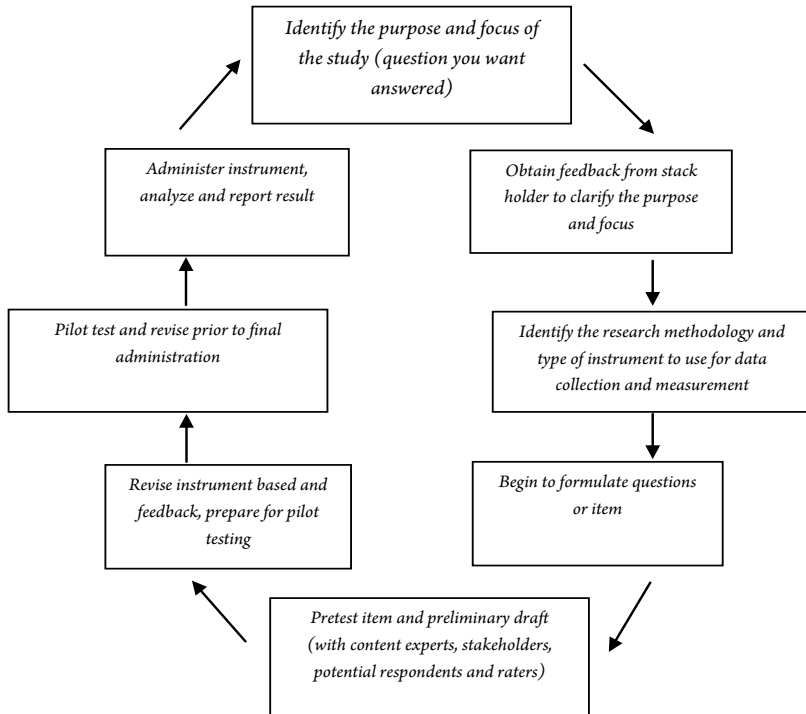 Identify the purpose and focus of
the study (question you want
answered)
Obtain feedback from stack
holder to clarify the purpose
and focus
Identify the research methodology and
type of instrument to use for data
collection and measurement
Begin to formulate questions
or item
Pretest item and preliminary draft
(with content experts, stakeholders,
potential respondents and raters)
Revise instrument based and
feedback, prepare for pilot
testing
Pilot test and revise prior to final
administration
Administer instrument,
analyze and report result